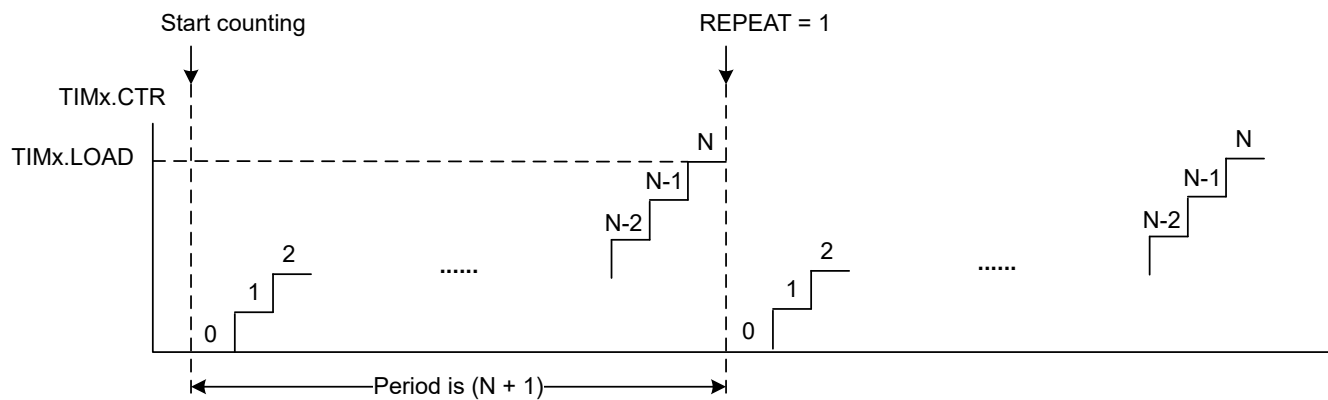 Start counting
REPEAT = 1
TIMx.CTR
TIMx.LOAD
N
N
N-1
N-1
N-2
N-2
2
......
2
......
1
1
0
0
Period is (N + 1)